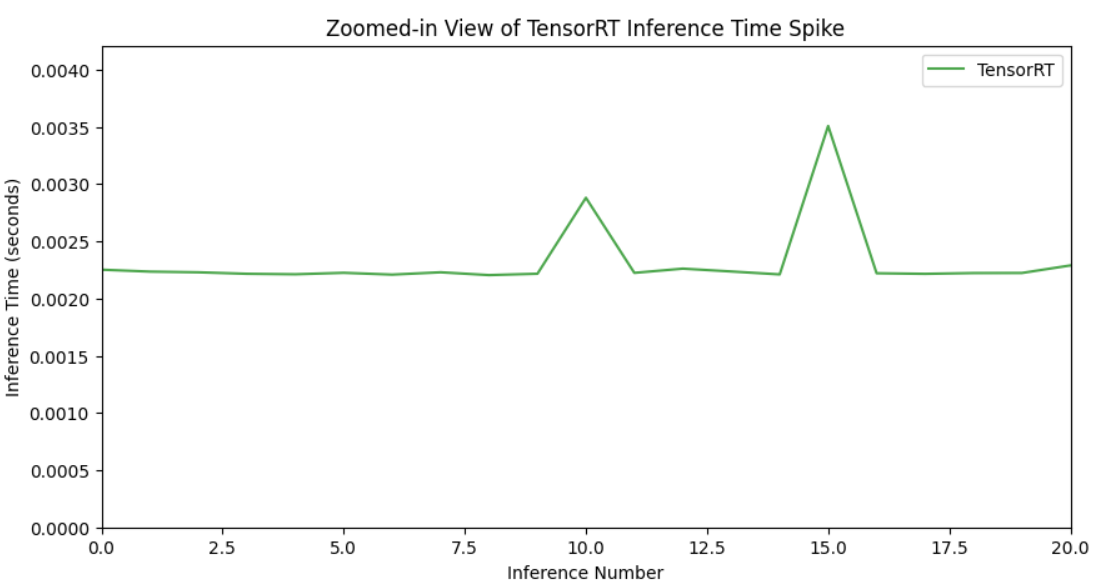 Zoomed-in View of TensorRT Inference Time Spike
TensorRT
Inference Time (seconds)
0.0040
0.0035
0.0030
0.0025
0.0020
0.0015
0.0010
0.0005
0.0000
0.0 2.5 5.0 7.5 10.0 12.5 15.0 17.5 20.0
Inference Number